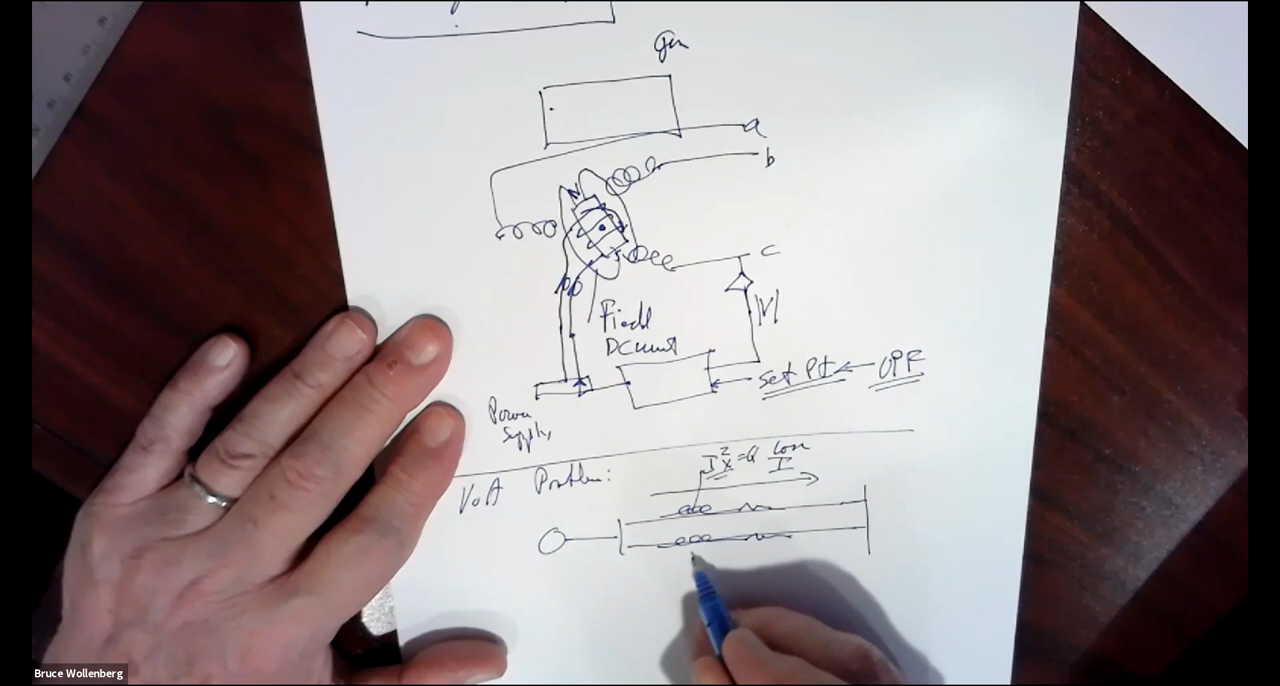 gen
a
b
N
S
c
|V|
Field
DC current
set Pt ← OPF
Power
Supply
VoA Problem:
I²X = Q
low
I
Bruce Wollenberg